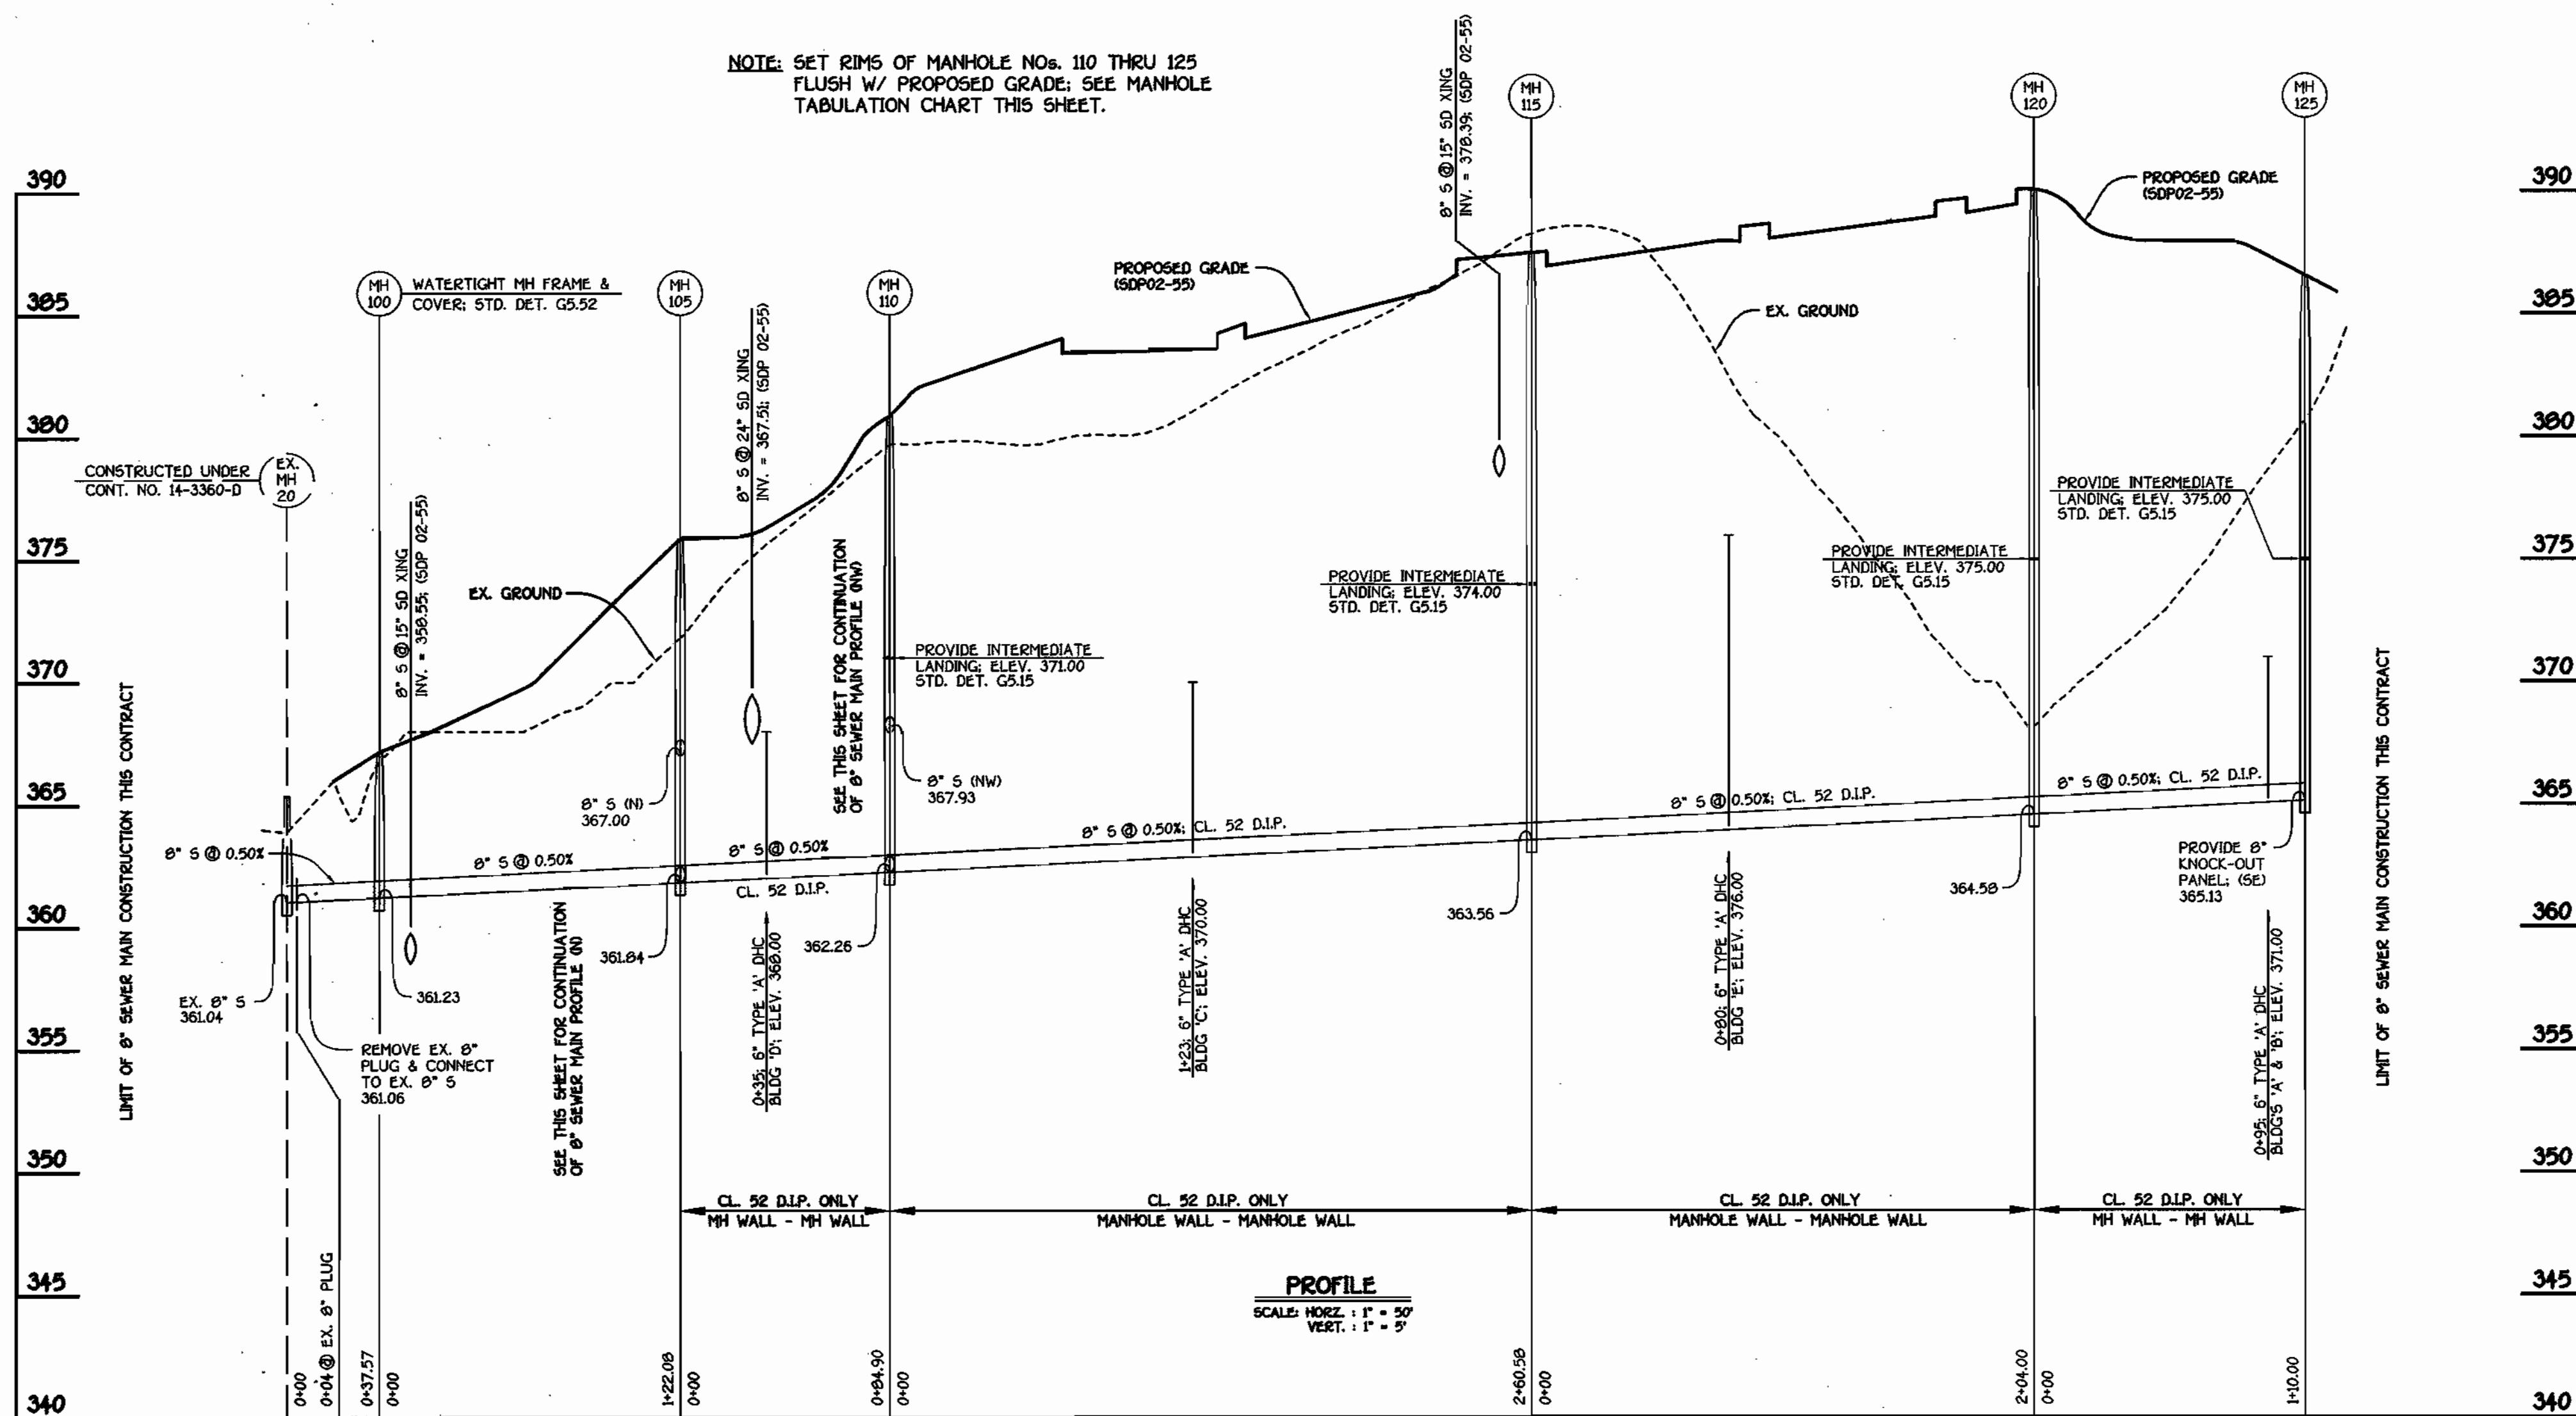 NOTE: SET RIMS OF MANHOLE NOs. 110 THRU 125
FLUSH W/ PROPOSED GRADE; SEE MANHOLE
TABULATION CHART THIS SHEET.
8" S @ 15" SD XING
INV. = 378.39; (SDP 02-55)
MH
115
MH
120
MH
125
390
385
380
375
370
365
360
355
350
345
340
390
385
380
375
370
365
360
355
350
345
340
PROPOSED GRADE
(SDP02-55)
PROPOSED GRADE
(SDP02-55)
MH
100
WATERTIGHT MH FRAME &
COVER; STD. DET. G5.52
MH
105
MH
110
EX. GROUND
8" S @ 24" SD XING
INV. = 367.51; (SDP 02-55)
CONSTRUCTED UNDER
CONT. NO. 14-3360-D
EX.
MH
20
8" S @ 15" SD XING
INV. = 358.55; (SDP 02-55)
EX. GROUND
SEE THIS SHEET FOR CONTINUATION
OF 8" SEWER MAIN PROFILE (NW)
PROVIDE INTERMEDIATE
LANDING; ELEV. 371.00
STD. DET. G5.15
PROVIDE INTERMEDIATE
LANDING; ELEV. 374.00
STD. DET. G5.15
PROVIDE INTERMEDIATE
LANDING; ELEV. 375.00
STD. DET. G5.15
PROVIDE INTERMEDIATE
LANDING; ELEV. 375.00
STD. DET. G5.15
LIMIT OF 8" SEWER MAIN CONSTRUCTION THIS CONTRACT
LIMIT OF 8" SEWER MAIN CONSTRUCTION THIS CONTRACT
8" S (N)
367.00
8" S (NW)
367.93
8" S @ 0.50%
8" S @ 0.50%
8" S @ 0.50%
CL. 52 D.I.P.
8" S @ 0.50%; CL. 52 D.I.P.
8" S @ 0.50%; CL. 52 D.I.P.
8" S @ 0.50%; CL. 52 D.I.P.
PROVIDE 8"
KNOCK-OUT
PANEL; (SE)
365.13
364.58
363.56
362.26
361.84
361.23
EX. 8" S
361.04
REMOVE EX. 8"
PLUG & CONNECT
TO EX. 8" S
361.06
SEE THIS SHEET FOR CONTINUATION
OF 8" SEWER MAIN PROFILE (N)
0+35; 6" TYPE 'A' DHC
BLDG 'D'; ELEV. 368.00
1+23; 6" TYPE 'A' DHC
BLDG 'C'; ELEV. 370.00
0+80; 6" TYPE 'A' DHC
BLDG 'E'; ELEV. 376.00
0+95; 6" TYPE 'A' DHC
BLDG'S 'A' & 'B'; ELEV. 371.00
CL. 52 D.I.P. ONLY
MH WALL - MH WALL
CL. 52 D.I.P. ONLY
MANHOLE WALL - MANHOLE WALL
CL. 52 D.I.P. ONLY
MANHOLE WALL - MANHOLE WALL
CL. 52 D.I.P. ONLY
MH WALL - MH WALL
PROFILE
SCALE: HORZ. : 1" = 50'
VERT. : 1" = 5'
0+00
0+04 @ EX. 8" PLUG
0+37.57
0+00
1+22.08
0+00
0+84.90
0+00
2+60.58
0+00
2+04.00
0+00
1+10.00